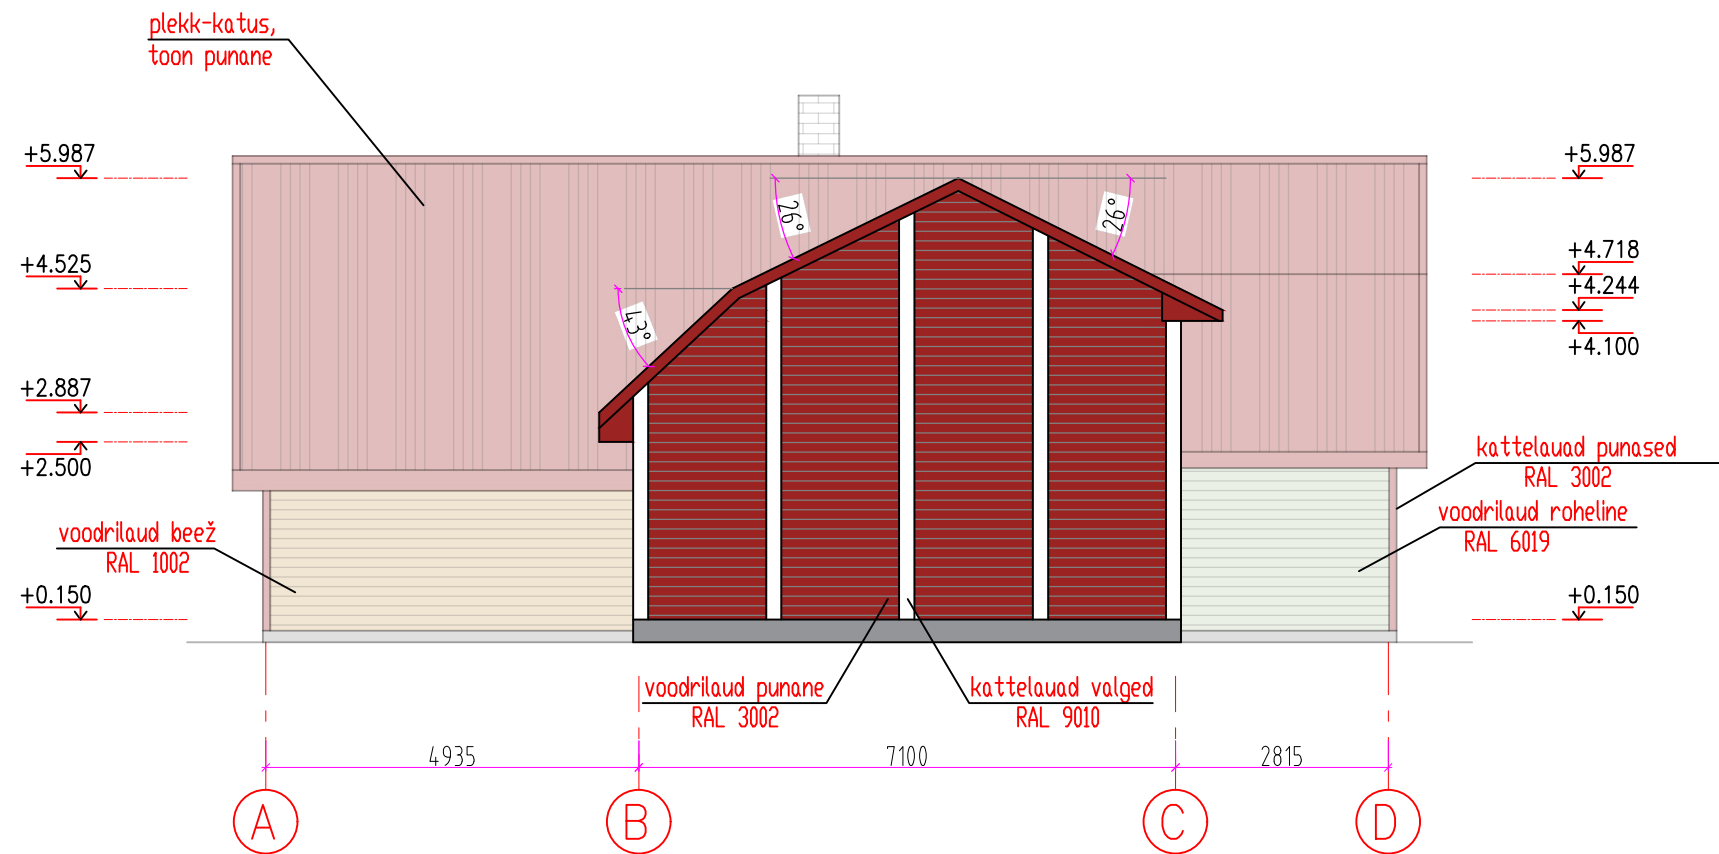 plekk-katus,
toon punane
+5.987
+5.987
26°
26°
+4.525
+4.718
+4.244
43°
+4.100
+2.887
+2.500
kattelauad punased
RAL 3002
voodrilaud roheline
RAL 6019
voodrilaud beež
RAL 1002
+0.150
+0.150
voodrilaud punane
RAL 3002
kattelauad valged
RAL 9010
4935
7100
2815
A
B
C
D